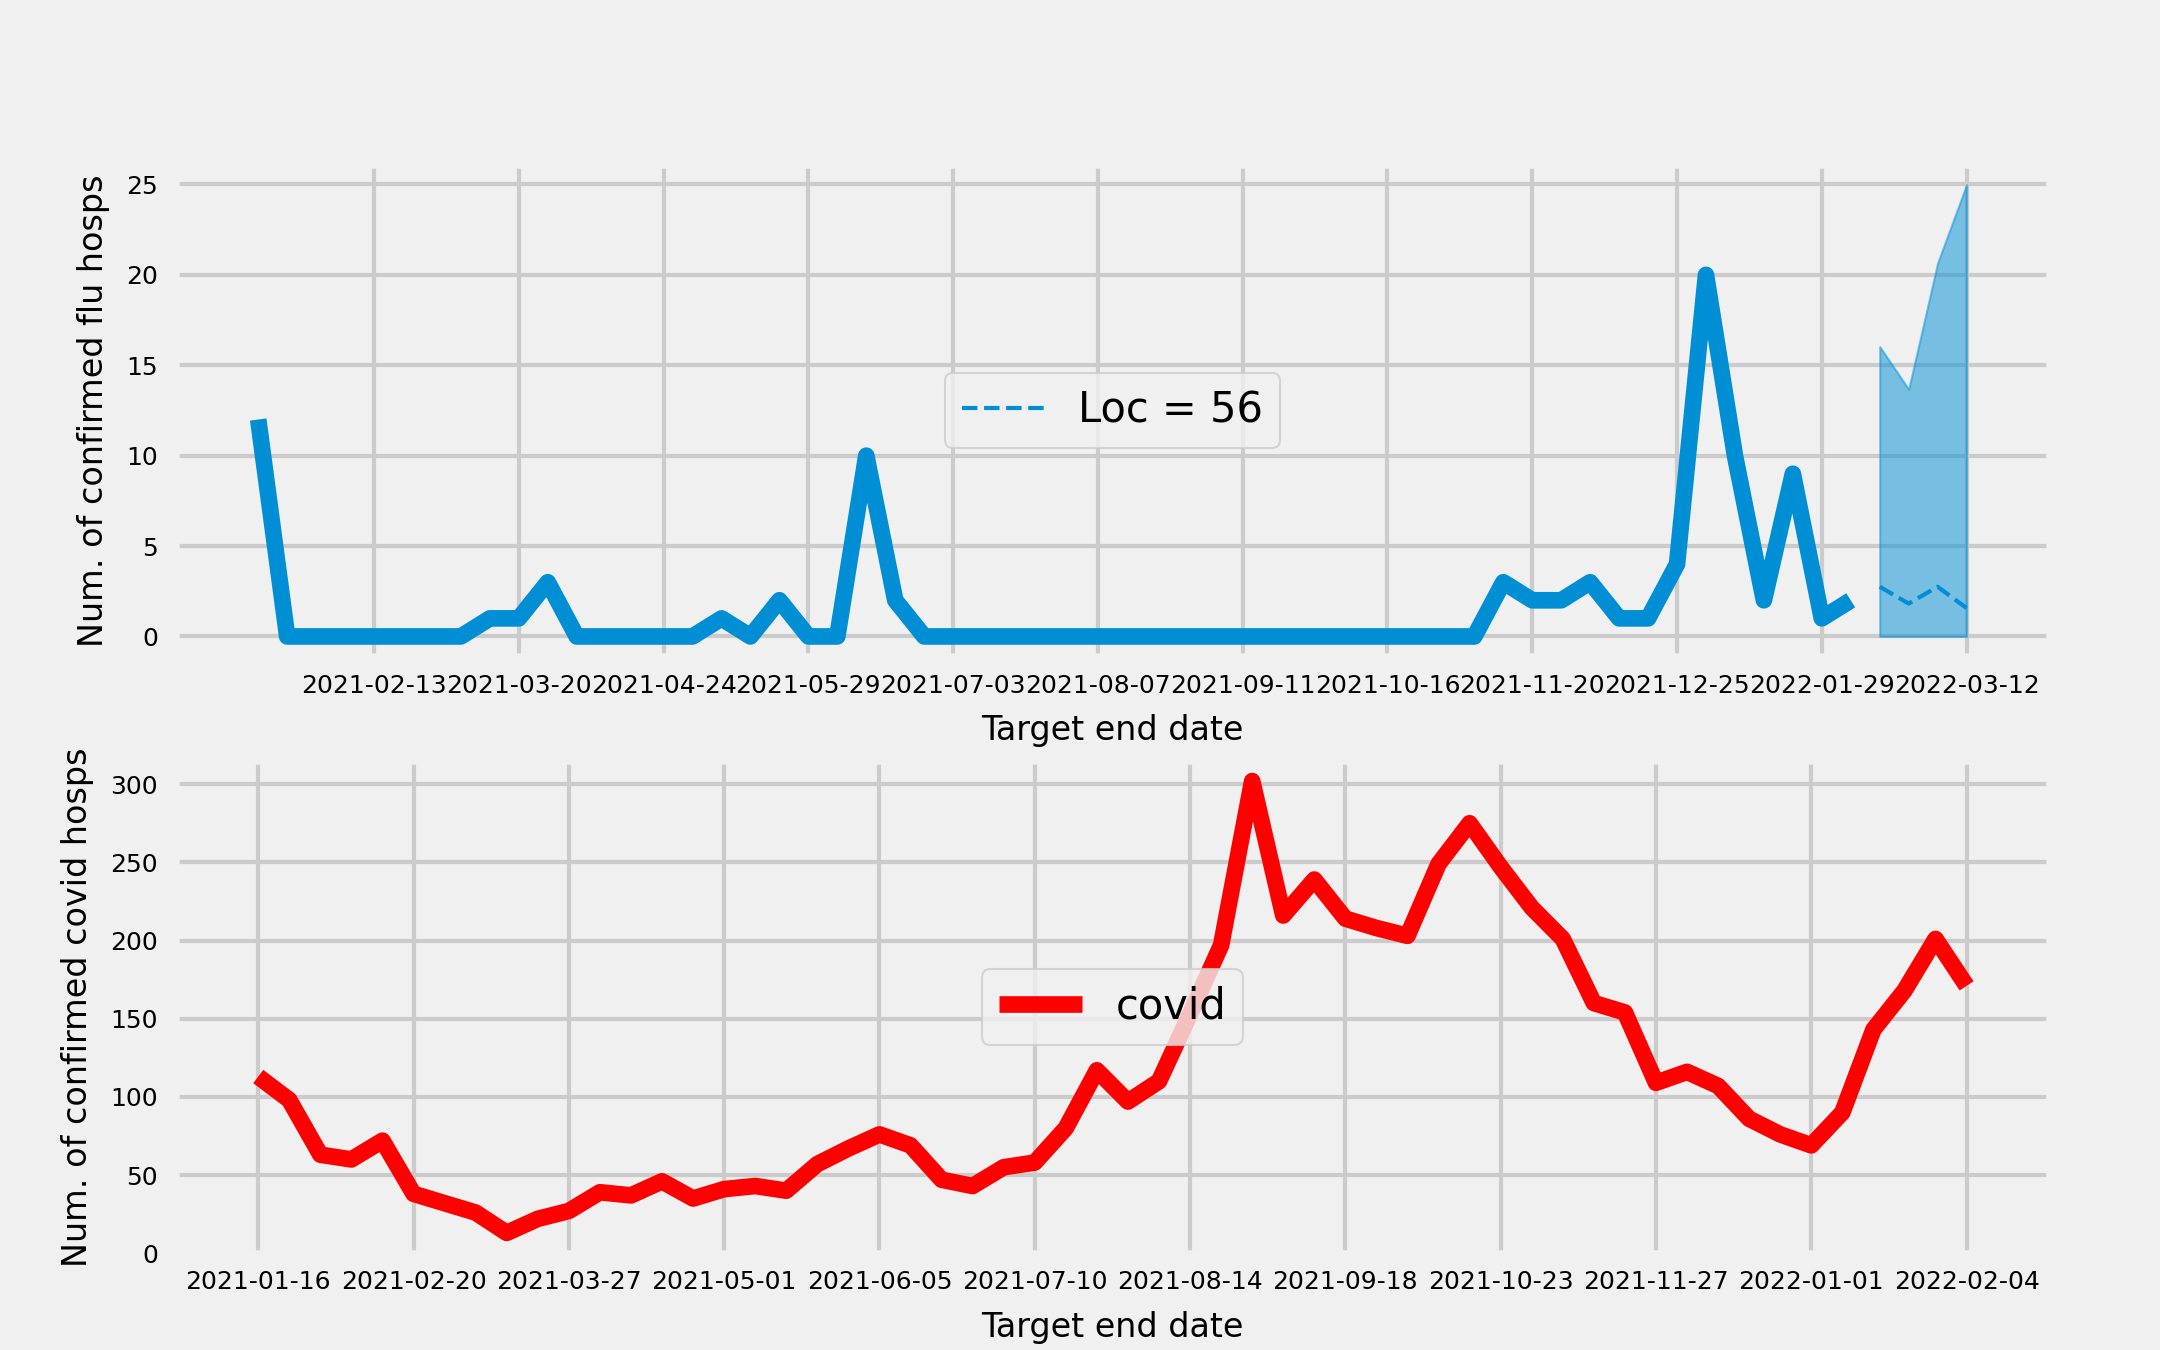 Num. of confirmed flu hosps
25
20
15
10
5
0
Loc = 56
2021-02-13 2021-03-20 2021-04-24 2021-05-29 2021-07-03 2021-08-07 2021-09-11 2021-10-16 2021-11-20 2021-12-25 2022-01-29 2022-03-12
Target end date
Num. of confirmed covid hosps
300
250
200
150
100
50
0
covid
2021-01-16 2021-02-20 2021-03-27 2021-05-01 2021-06-05 2021-07-10 2021-08-14 2021-09-18 2021-10-23 2021-11-27 2022-01-01 2022-02-04
Target end date